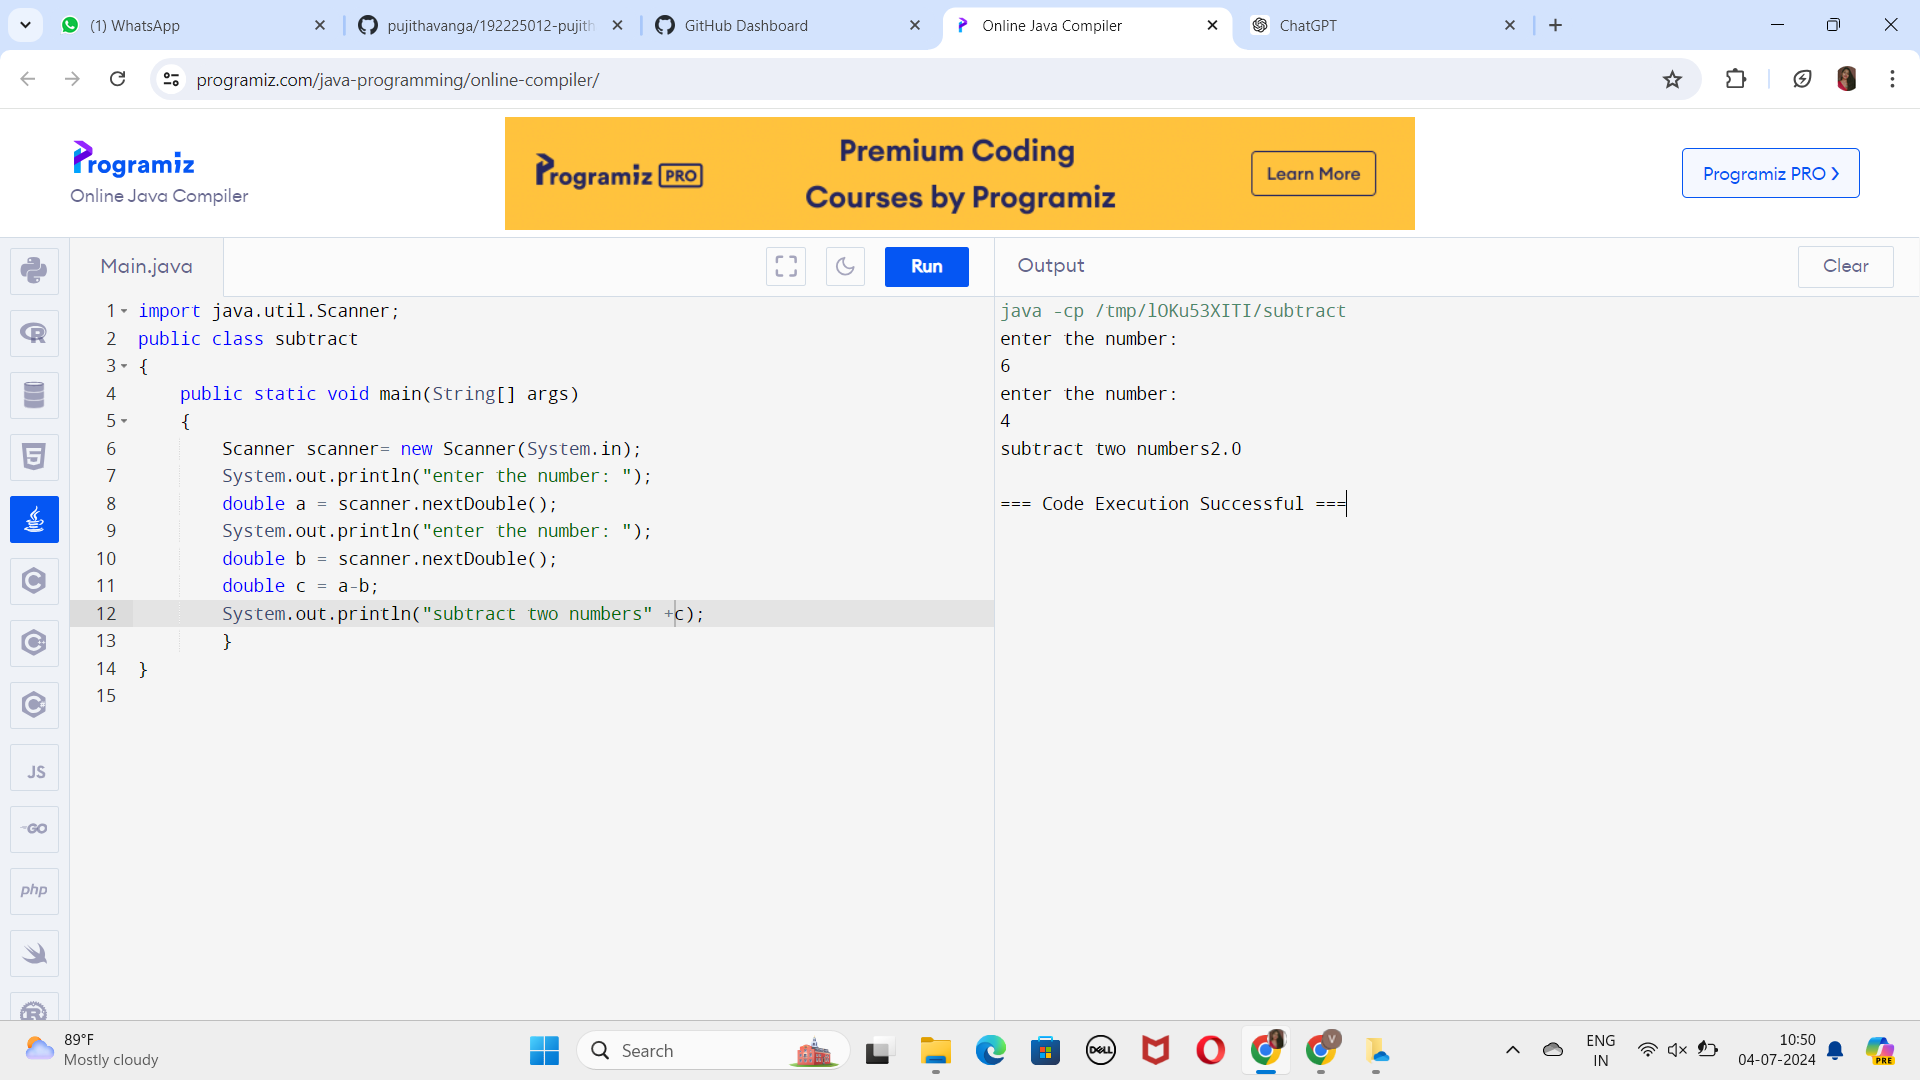 (1) WhatsApp
pujithavanga/192225012-pujith
GitHub Dashboard
Online Java Compiler
ChatGPT
programiz.com/java-programming/online-compiler/
Programiz
Online Java Compiler
Programiz PRO
Premium Coding
Courses by Programiz
Learn More
Programiz PRO
Main.java
Run
Output
Clear
1 import java.util.Scanner;
2 public class subtract
3 {
4 public static void main(String[] args)
5 {
6 Scanner scanner= new Scanner(System.in);
7 System.out.println("enter the number: ");
8 double a = scanner.nextDouble();
9 System.out.println("enter the number: ");
10 double b = scanner.nextDouble();
11 double c = a-b;
12 System.out.println("subtract two numbers" +c);
13 }
14 }
15
java -cp /tmp/lOKu53XITI/subtract
enter the number:
6
enter the number:
4
subtract two numbers2.0
=== Code Execution Successful ===
R
5
C
C
C
JS
GO
php
R
89°F
Mostly cloudy
Search
DELL
V
ENG
IN
10:50
04-07-2024
PRE